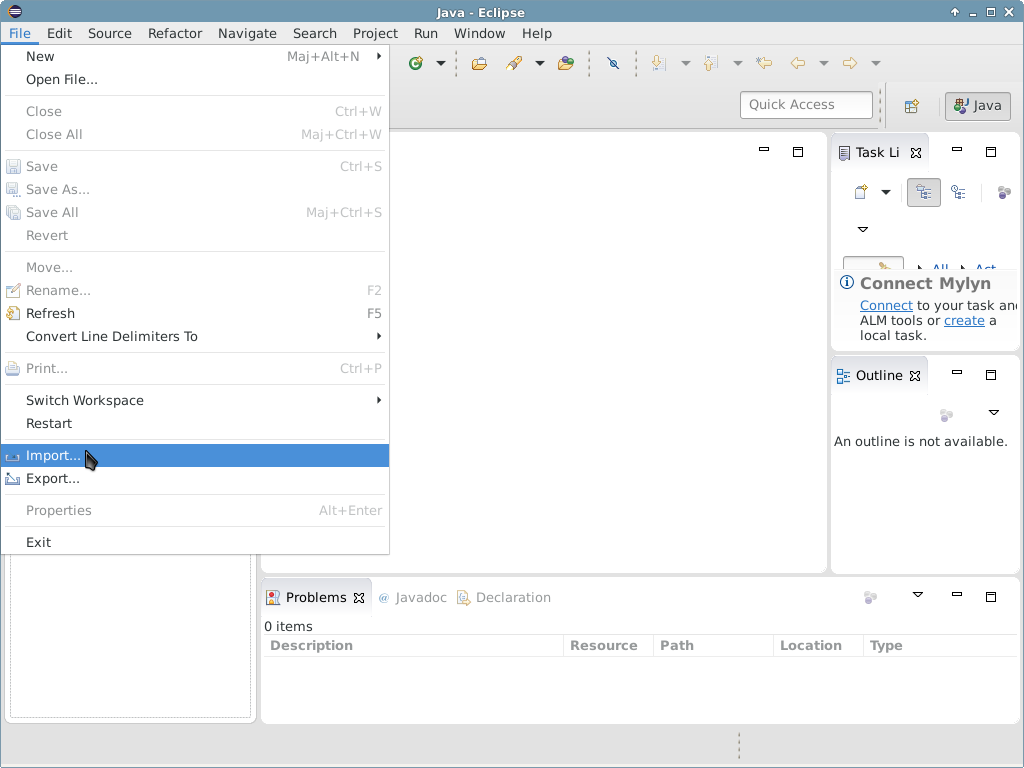 Java - Eclipse
File Edit Source Refactor Navigate Search Project Run Window Help
New Maj+Alt+N
Open File...
Close Ctrl+W
Close All Maj+Ctrl+W
Save Ctrl+S
Save As...
Save All Maj+Ctrl+S
Revert
Move...
Rename... F2
Refresh F5
Convert Line Delimiters To
Print... Ctrl+P
Switch Workspace
Restart
Import...
Export...
Properties Alt+Enter
Exit
Quick Access
Java
Task Li
All Act
Connect Mylyn
Connect to your task and
ALM tools or create a
local task.
Outline
An outline is not available.
Problems @ Javadoc Declaration
0 items
Description Resource Path Location Type